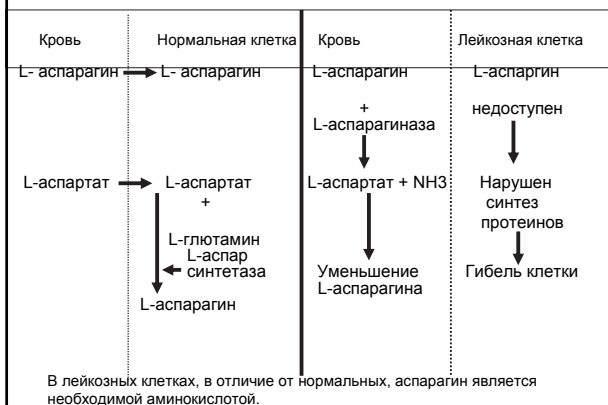 Кровь
Нормальная клетка
Кровь
Лейкозная клетка
L- аспарагин
L- аспарагин
L-аспарагин
L-аспаргин
+
L-аспарагиназа
недоступен
L-аспартат
L-аспартат
+
L-аспартат + NH3
Нарушен
синтез
протеинов
L-глютамин
L-аспар
синтетаза
Уменьшение
L-аспарагина
Гибель клетки
L-аспарагин
В лейкозных клетках, в отличие от нормальных, аспарагин является
необходимой аминокислотой.